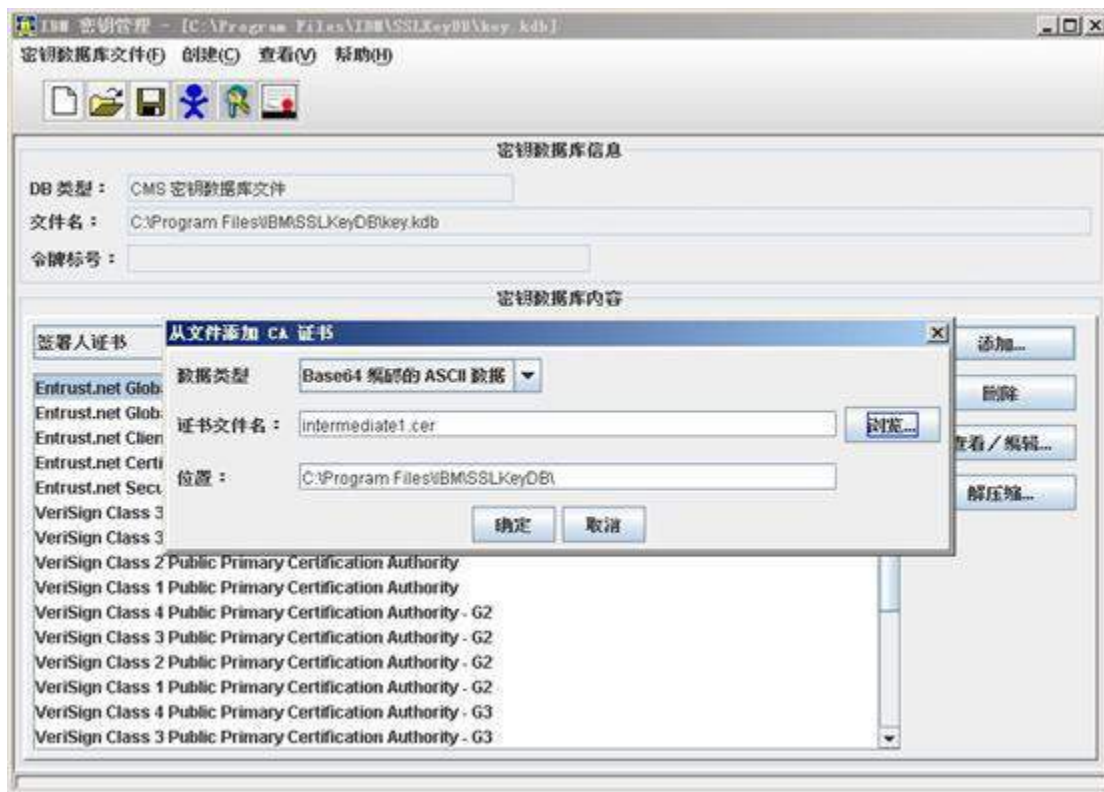 IBM 密钥管理 - [C:\Program Files\IBM\SSLKeyDB\key.kdb]
密钥数据库文件(F) 创建(C) 查看(V) 帮助(H)
密钥数据库信息
DB 类型： CMS 密钥数据库文件
文件名： C:\Program Files\IBM\SSLKeyDB\key.kdb
令牌标号：
密钥数据库内容
签署人证书
从文件添加 CA 证书
添加...
数据类型 Base64 编码的 ASCII 数据
Entrust.net Glob
删除
Entrust.net Glob
证书文件名： intermediate1.cer 浏览...
Entrust.net Clien
查看／编辑...
Entrust.net Certi
位置： C:\Program Files\IBM\SSLKeyDB\
Entrust.net Secu
解压缩...
VeriSign Class 3
确定 取消
VeriSign Class 3
VeriSign Class 2 Public Primary Certification Authority
VeriSign Class 1 Public Primary Certification Authority
VeriSign Class 4 Public Primary Certification Authority - G2
VeriSign Class 3 Public Primary Certification Authority - G2
VeriSign Class 2 Public Primary Certification Authority - G2
VeriSign Class 1 Public Primary Certification Authority - G2
VeriSign Class 4 Public Primary Certification Authority - G3
VeriSign Class 3 Public Primary Certification Authority - G3